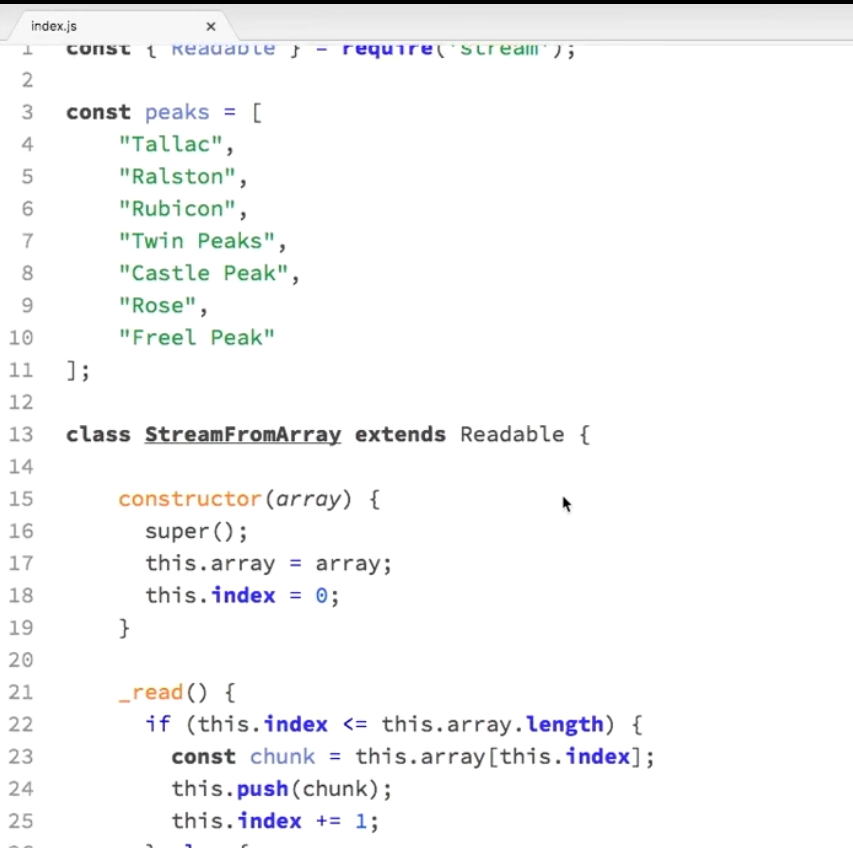 index.js ×
1 const { Readable } = require('stream');
2
3 const peaks = [
4 "Tallac",
5 "Ralston",
6 "Rubicon",
7 "Twin Peaks",
8 "Castle Peak",
9 "Rose",
10 "Freel Peak"
11 ];
12
13 class StreamFromArray extends Readable {
14
15 constructor(array) {
16 super();
17 this.array = array;
18 this.index = 0;
19 }
20
21 _read() {
22 if (this.index <= this.array.length) {
23 const chunk = this.array[this.index];
24 this.push(chunk);
25 this.index += 1;